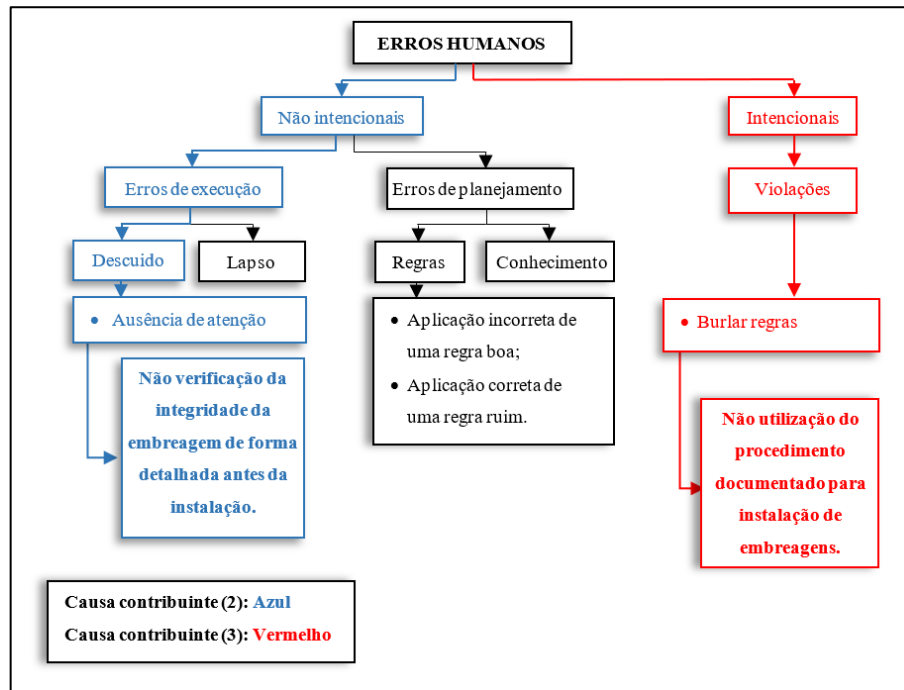 ERROS HUMANOS
Não intencionais
Intencionais
Erros de execução
Erros de planejamento
Violações
Descuido
Lapso
Regras
Conhecimento
• Ausência de atenção
• Aplicação incorreta de
uma regra boa;
• Aplicação correta de
uma regra ruim.
• Burlar regras
Não verificação da
integridade da
embreagem de forma
detalhada antes da
instalação.
Não utilização do
procedimento
documentado para
instalação de
embreagens.
Causa contribuinte (2): Azul
Causa contribuinte (3): Vermelho